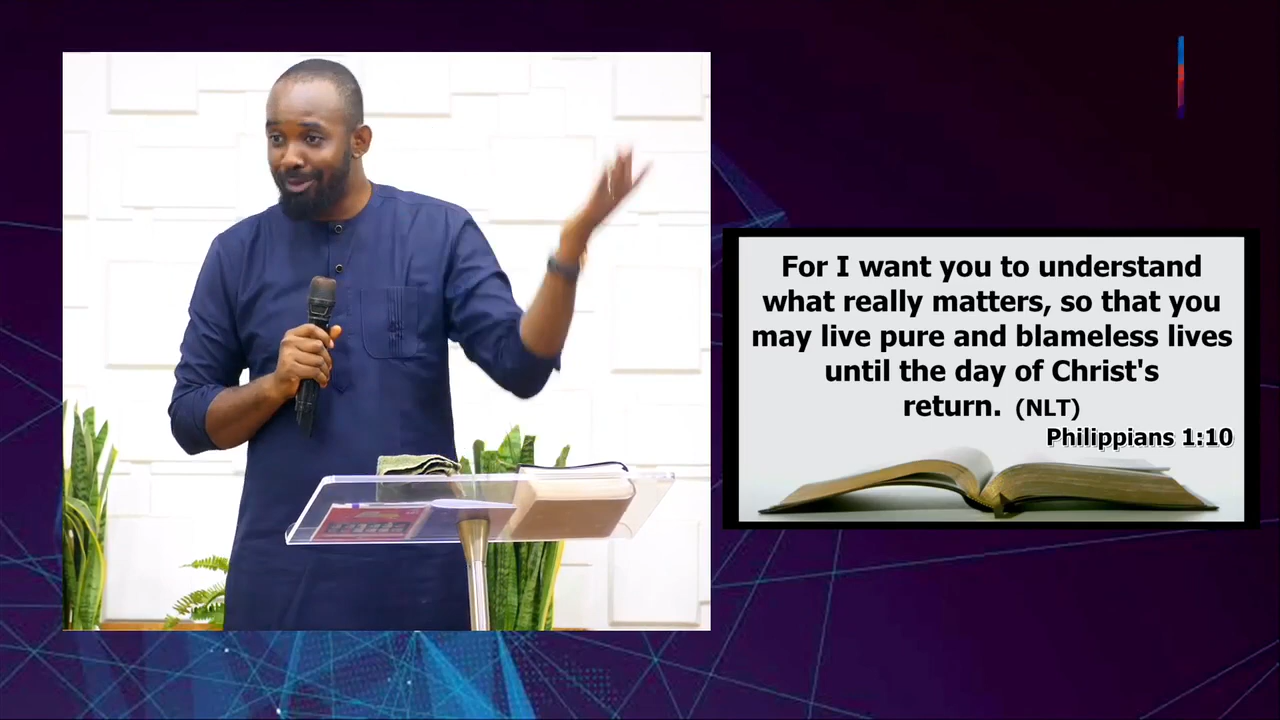 For I want you to understand
what really matters, so that you
may live pure and blameless lives
until the day of Christ's
return. (NLT)
Philippians 1:10